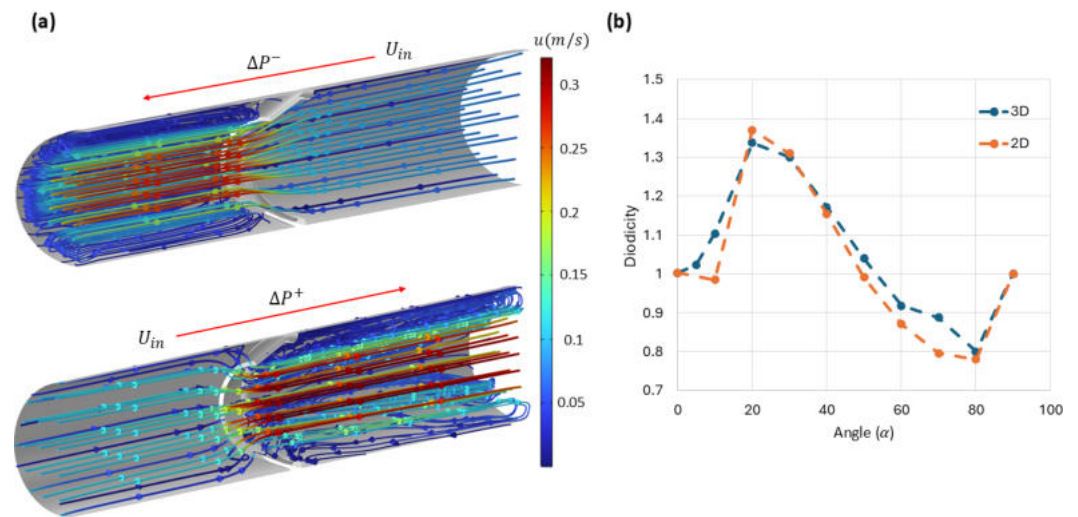 (a)
ΔP⁻
U_in
u(m/s)
0.3
0.25
0.2
0.15
0.1
0.05
ΔP⁺
U_in
(b)
1.5
1.4
1.3
1.2
1.1
1
0.9
0.8
0.7
Diodicity
3D
2D
0 20 40 60 80 100
Angle (α)